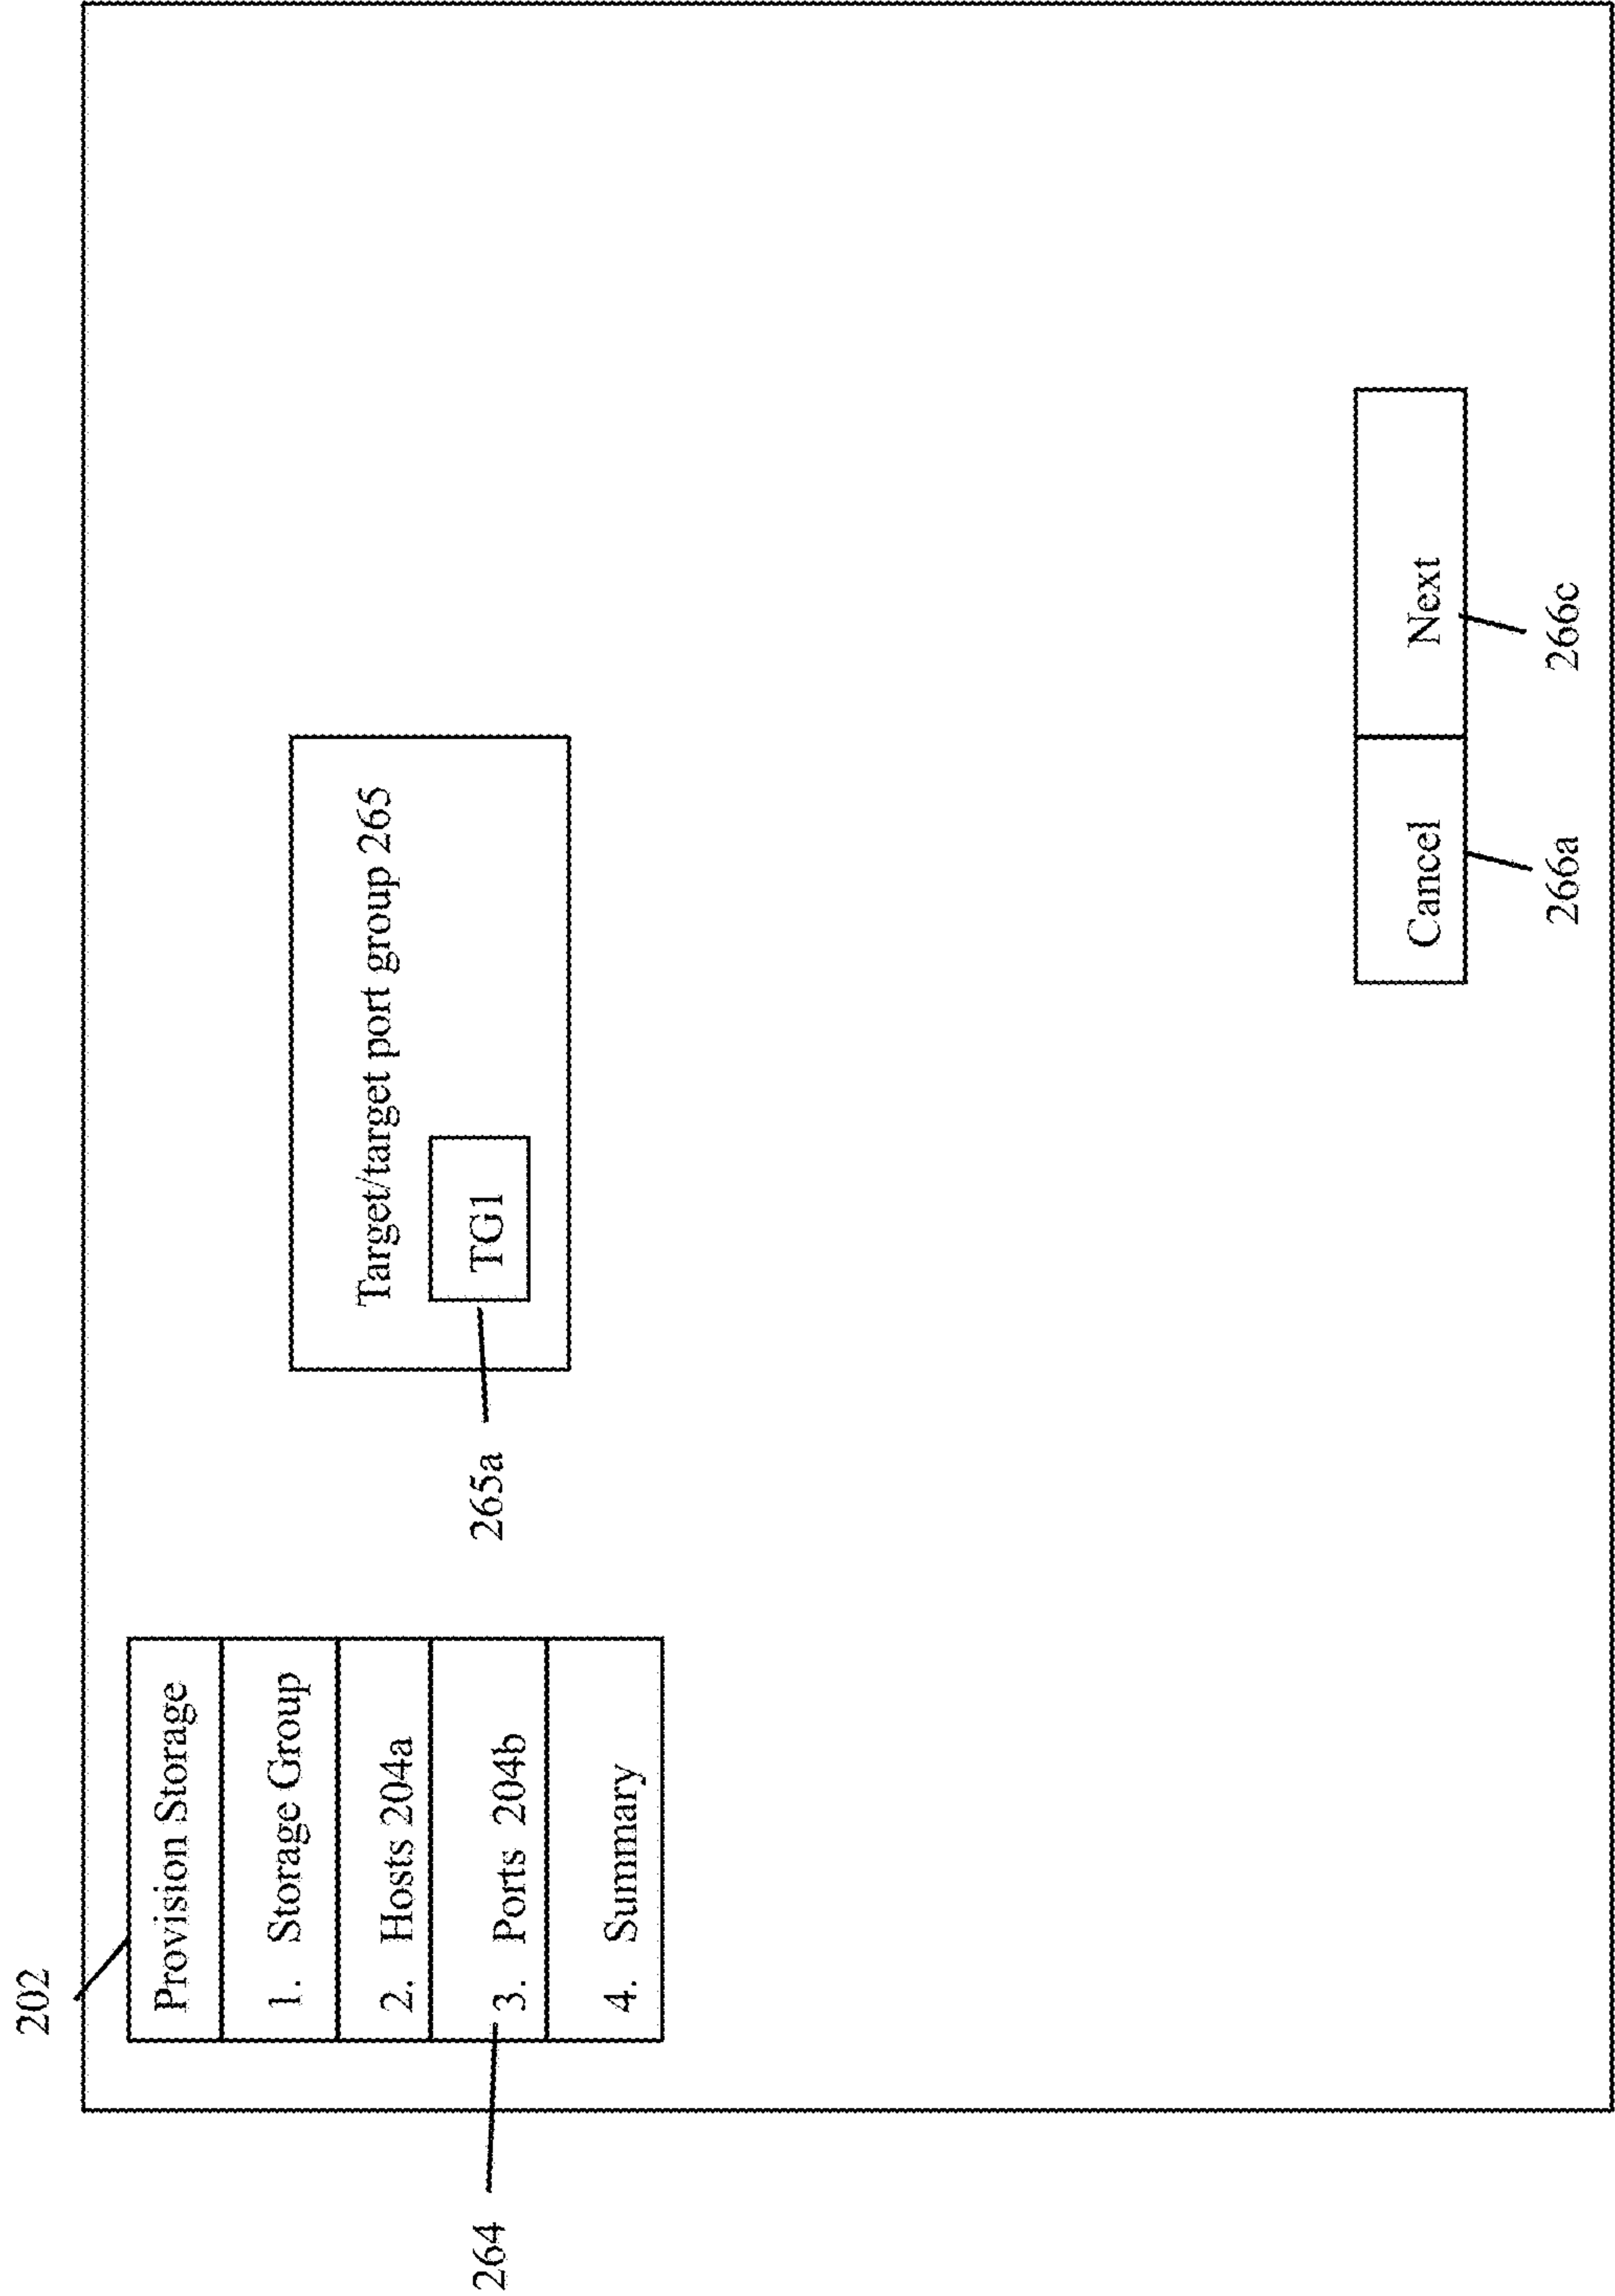 202
Provision Storage
1. Storage Group
2. Hosts 204a
3. Ports 204b
4. Summary
264
Target/target port group 265
TG1
265a
Cancel
Next
266a
266c